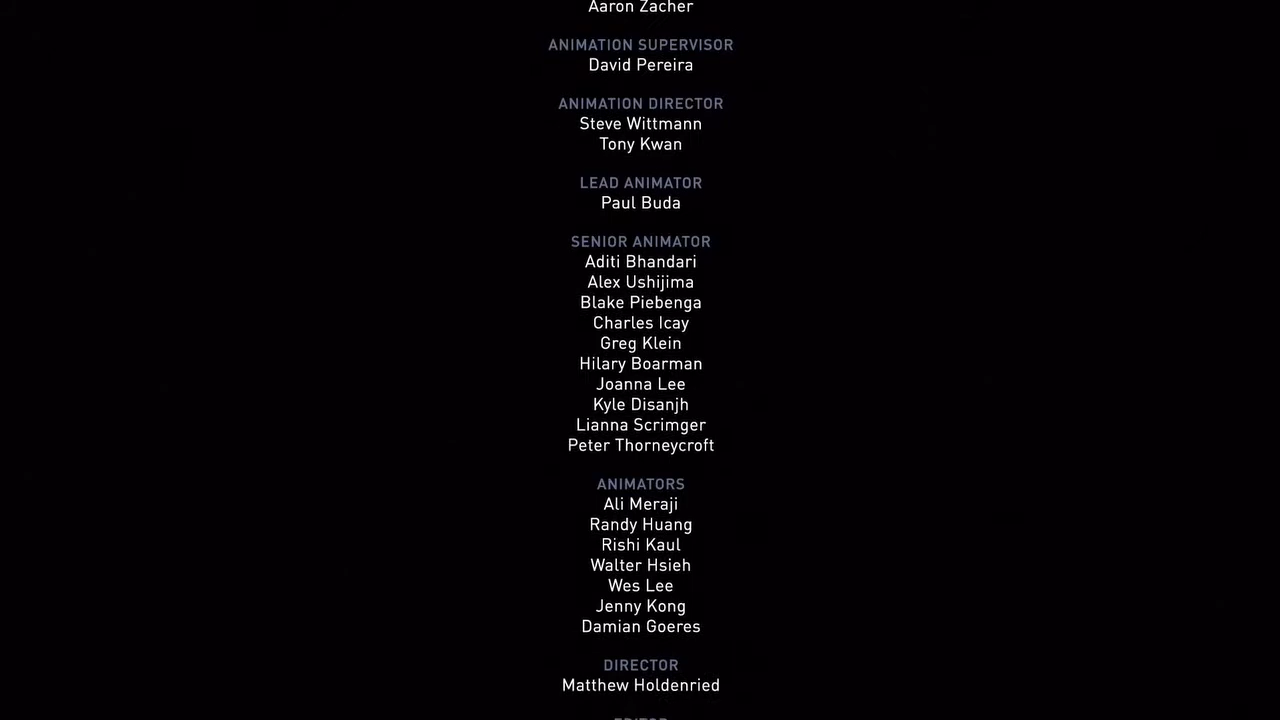 Aaron Zacher
ANIMATION SUPERVISOR
David Pereira
ANIMATION DIRECTOR
Steve Wittmann
Tony Kwan
LEAD ANIMATOR
Paul Buda
SENIOR ANIMATOR
Aditi Bhandari
Alex Ushijima
Blake Piebenga
Charles Icay
Greg Klein
Hilary Boarman
Joanna Lee
Kyle Disanjh
Lianna Scrimger
Peter Thorneycroft
ANIMATORS
Ali Meraji
Randy Huang
Rishi Kaul
Walter Hsieh
Wes Lee
Jenny Kong
Damian Goeres
DIRECTOR
Matthew Holdenried